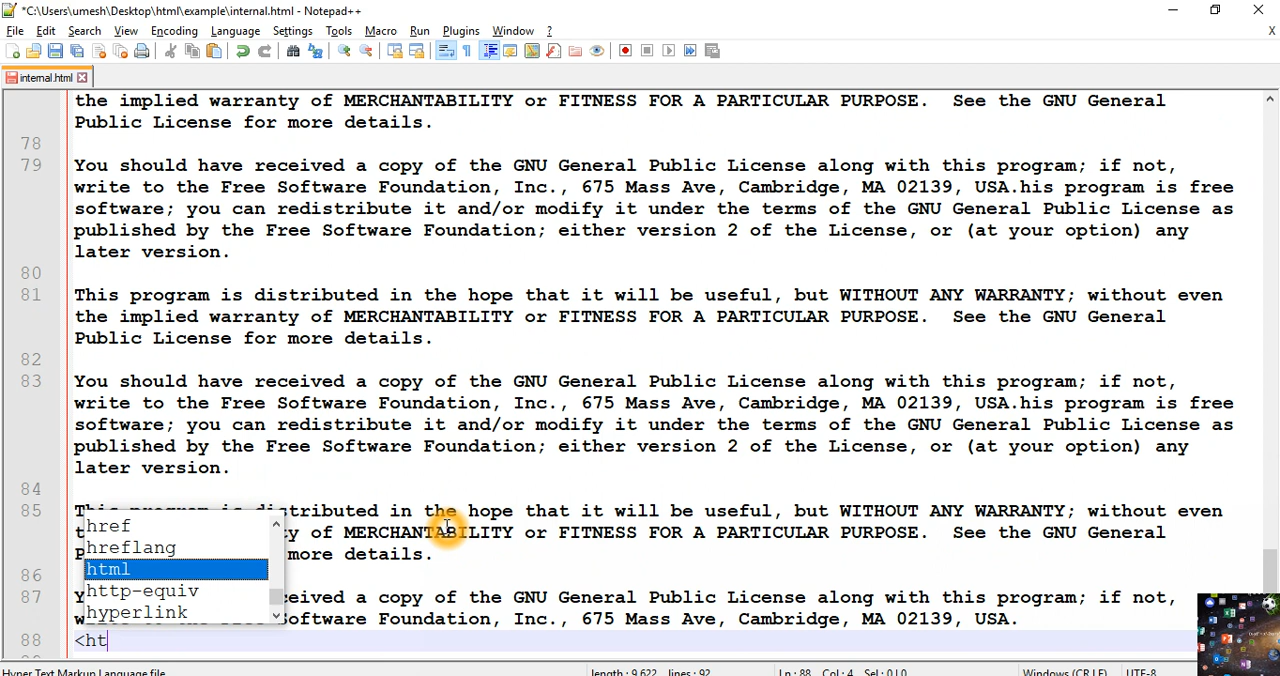 *C:\Users\umesh\Desktop\html\example\internal.html - Notepad++
File Edit Search View Encoding Language Settings Tools Macro Run Plugins Window ? X
internal.html
the implied warranty of MERCHANTABILITY or FITNESS FOR A PARTICULAR PURPOSE.  See the GNU General
Public License for more details.
78
79 You should have received a copy of the GNU General Public License along with this program; if not,
write to the Free Software Foundation, Inc., 675 Mass Ave, Cambridge, MA 02139, USA.his program is free
software; you can redistribute it and/or modify it under the terms of the GNU General Public License as
published by the Free Software Foundation; either version 2 of the License, or (at your option) any
later version.
80
81 This program is distributed in the hope that it will be useful, but WITHOUT ANY WARRANTY; without even
the implied warranty of MERCHANTABILITY or FITNESS FOR A PARTICULAR PURPOSE.  See the GNU General
Public License for more details.
82
83 You should have received a copy of the GNU General Public License along with this program; if not,
write to the Free Software Foundation, Inc., 675 Mass Ave, Cambridge, MA 02139, USA.his program is free
software; you can redistribute it and/or modify it under the terms of the GNU General Public License as
published by the Free Software Foundation; either version 2 of the License, or (at your option) any
later version.
84
85 This program is distributed in the hope that it will be useful, but WITHOUT ANY WARRANTY; without even
href
y of MERCHANTABILITY or FITNESS FOR A PARTICULAR PURPOSE.  See the GNU General
hreflang
more details.
html
86
http-equiv
87 eived a copy of the GNU General Public License along with this program; if not,
hyperlink
oftware Foundation, Inc., 675 Mass Ave, Cambridge, MA 02139, USA.
88 <ht
Hyper Text Markup Language file length : 9,622 lines : 92 Ln : 88 Col : 4 Sel : 0 | 0 Windows (CR LF) UTF-8